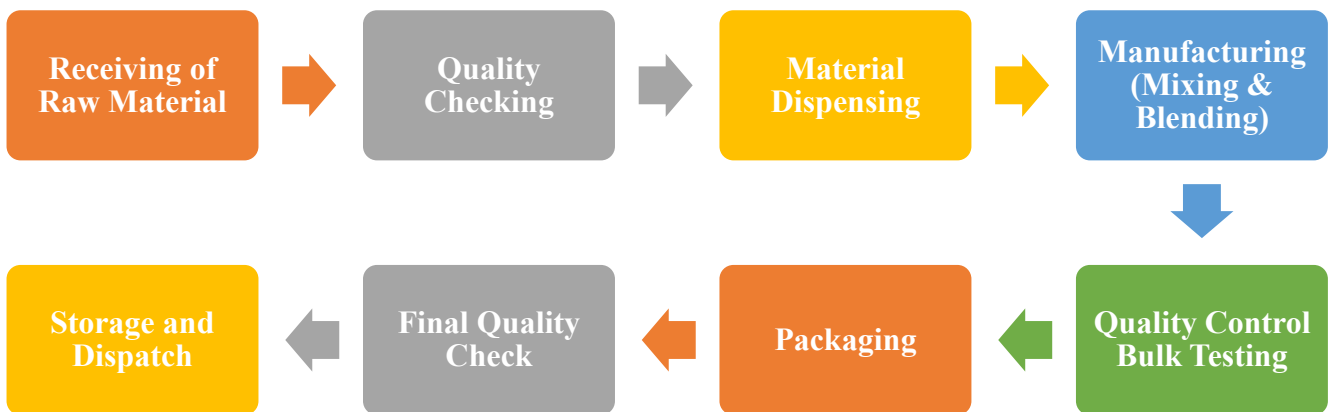 Receiving of
Raw Material
Quality
Checking
Material
Dispensing
Manufacturing
(Mixing &
Blending)
Quality Control
Bulk Testing
Packaging
Final Quality
Check
Storage and
Dispatch